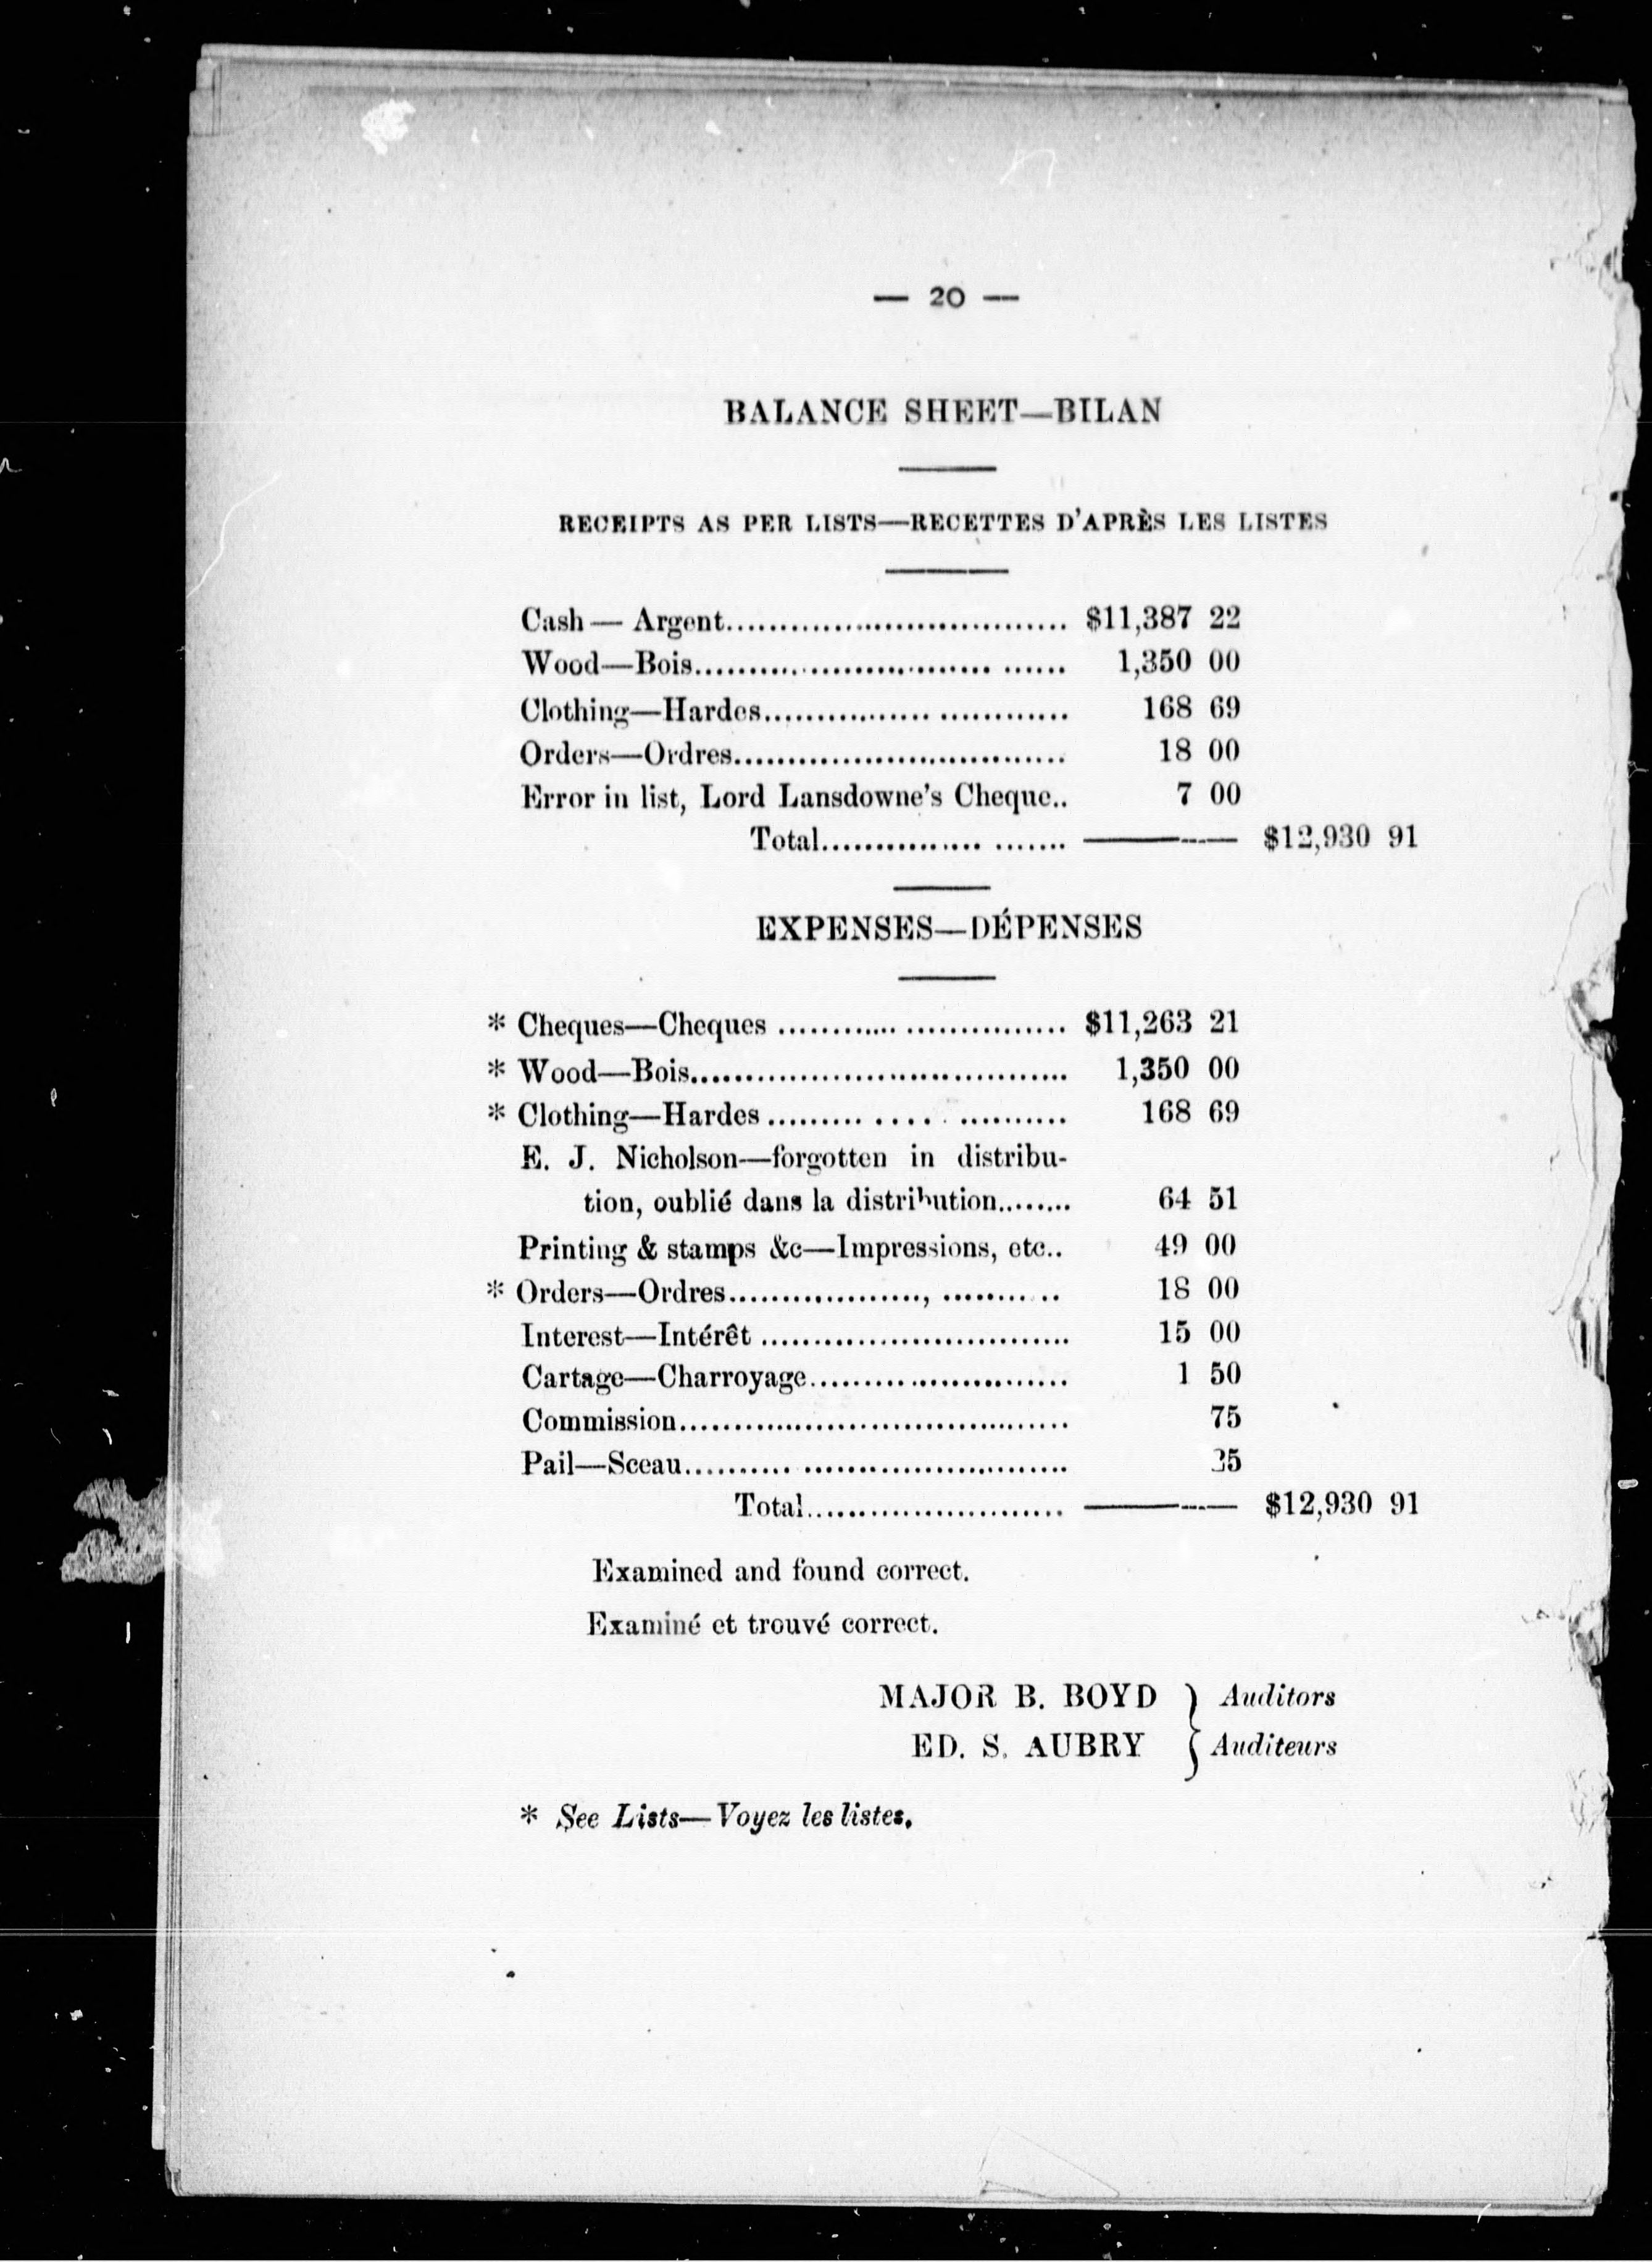 — 20 —
BALANCE SHEET—BILAN
RECEIPTS AS PER LISTS—RECETTES D'APRÈS LES LISTES
Cash — Argent................................ $11,387 22
Wood—Bois.................................. 1,350 00
Clothing—Hardes............................ 168 69
Orders—Ordres............................... 18 00
Error in list, Lord Lansdowne's Cheque.. 7 00
Total...................... ——— $12,930 91
EXPENSES—DÉPENSES
* Cheques—Cheques ........................... $11,263 21
* Wood—Bois................................... 1,350 00
* Clothing—Hardes ........................ 168 69
E. J. Nicholson—forgotten in distribu-
tion, oublié dans la distribution........ 64 51
Printing & stamps &c—Impressions, etc.. 49 00
* Orders—Ordres.................., ........... 18 00
Interest—Intérêt ............................. 15 00
Cartage—Charroyage........................ 1 50
Commission..................................... 75
Pail—Sceau.................................... 25
Total........................ ——— $12,930 91
Examined and found correct.
Examiné et trouvé correct.
MAJOR B. BOYD } Auditors
ED. S. AUBRY } Auditeurs
* See Lists—Voyez les listes.